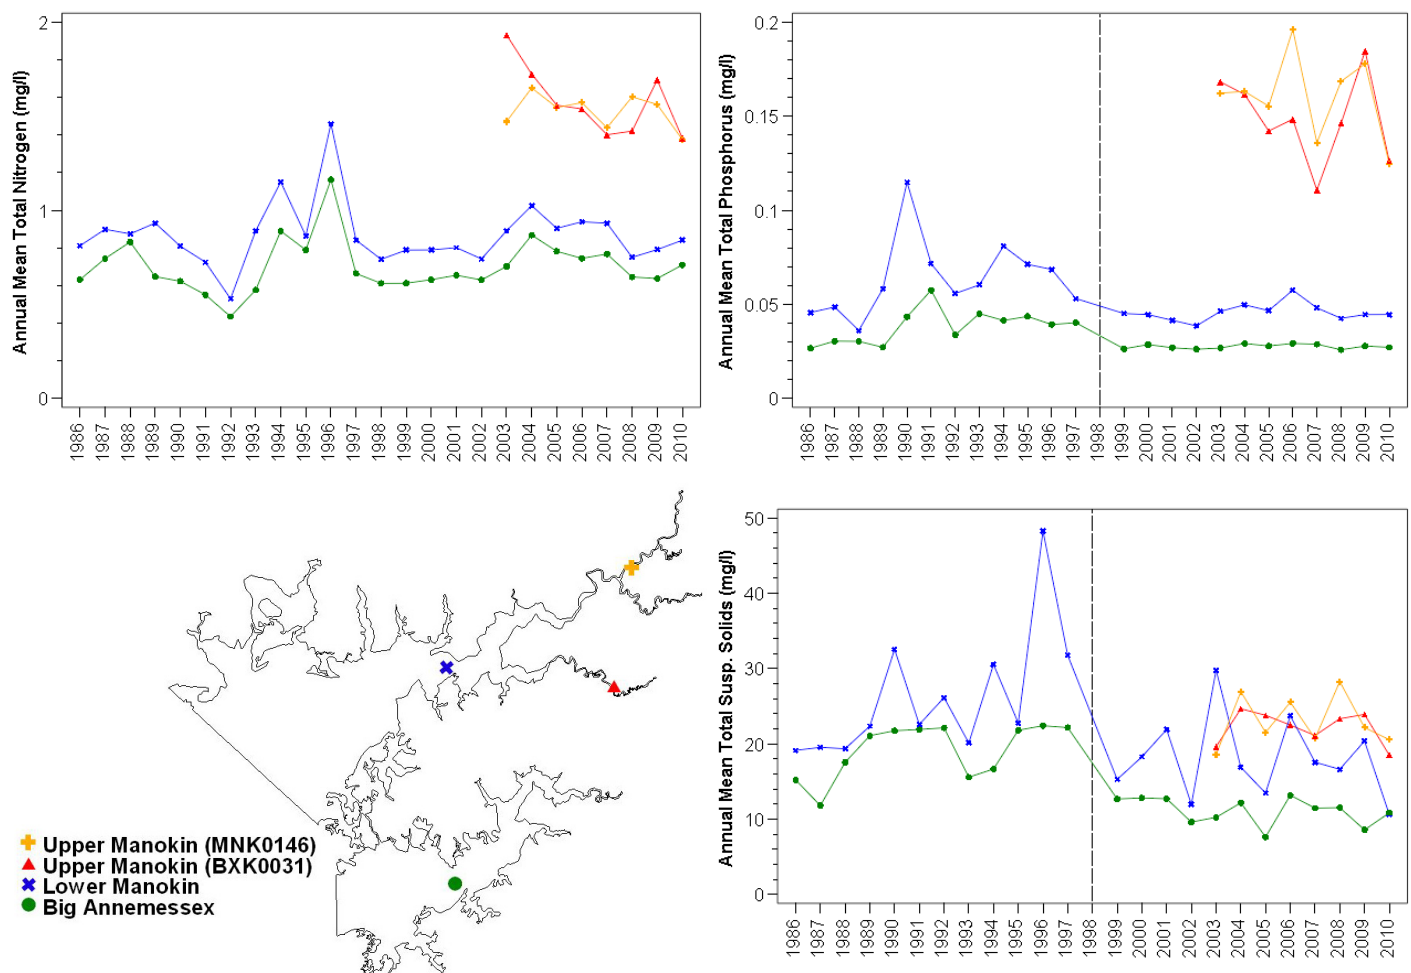 Annual Mean Total Nitrogen (mg/l)
2
1
0
1986 1987 1988 1989 1990 1991 1992 1993 1994 1995 1996 1997 1998 1999 2000 2001 2002 2003 2004 2005 2006 2007 2008 2009 2010
Annual Mean Total Phosphorus (mg/l)
0.2
0.15
0.1
0.05
0
1986 1987 1988 1989 1990 1991 1992 1993 1994 1995 1996 1997 1998 1999 2000 2001 2002 2003 2004 2005 2006 2007 2008 2009 2010
Upper Manokin (MNK0146)
Upper Manokin (BXK0031)
Lower Manokin
Big Annemessex
Annual Mean Total Susp. Solids (mg/l)
50
40
30
20
10
0
1986 1987 1988 1989 1990 1991 1992 1993 1994 1995 1996 1997 1998 1999 2000 2001 2002 2003 2004 2005 2006 2007 2008 2009 2010